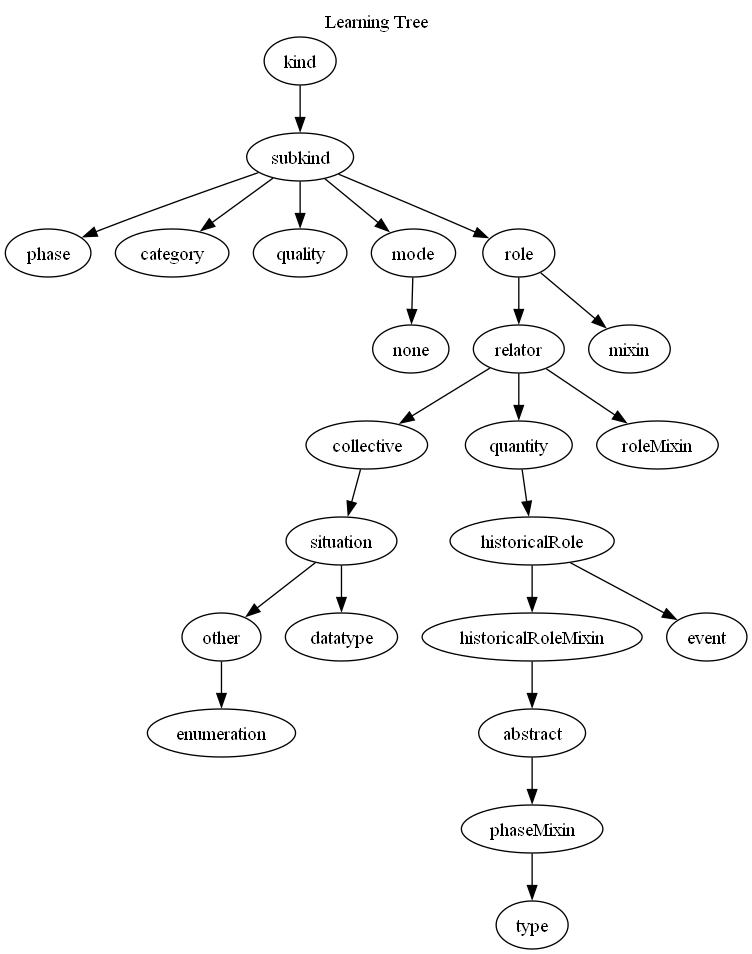 Learning Tree
kind
subkind
phase
category
quality
mode
role
none
relator
mixin
collective
quantity
roleMixin
situation
historicalRole
other
datatype
historicalRoleMixin
event
enumeration
abstract
phaseMixin
type